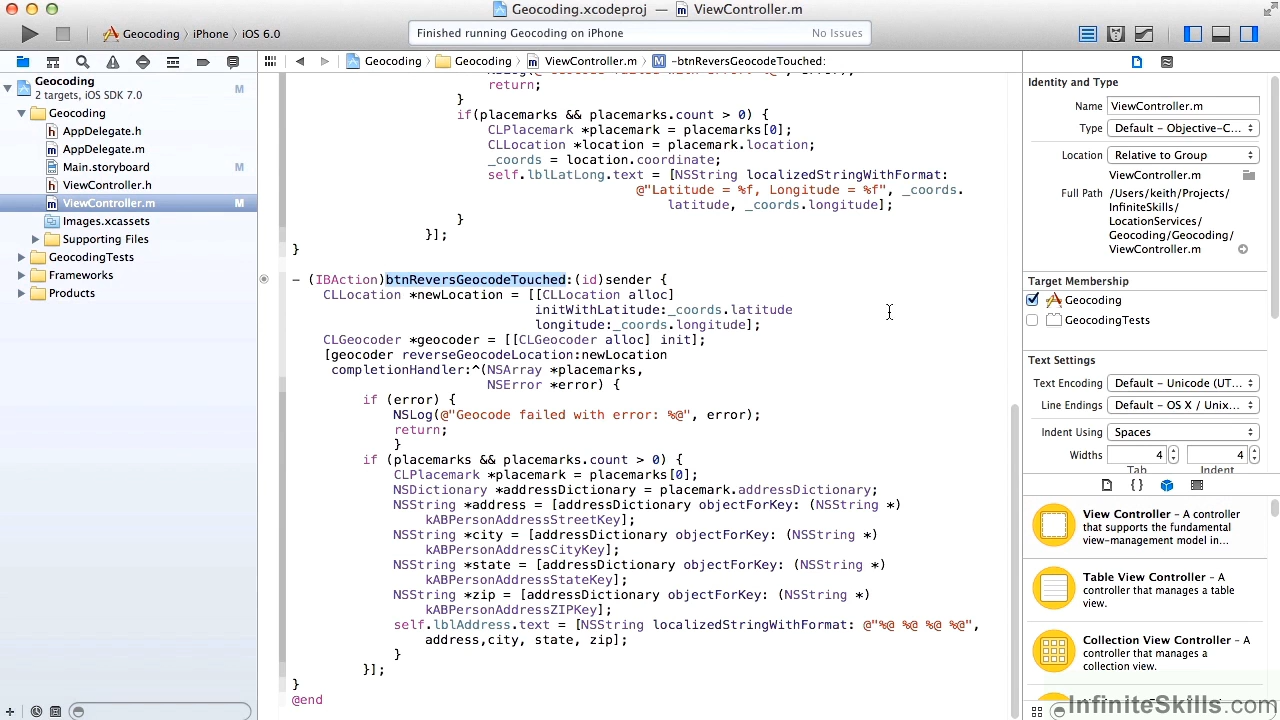 Geocoding.xcodeproj — ViewController.m
Geocoding iPhone iOS 6.0
Finished running Geocoding on iPhone No Issues
Geocoding Geocoding ViewController.m M -btnReversGeocodeTouched:
Geocoding M
2 targets, iOS SDK 7.0
Geocoding
h AppDelegate.h
m AppDelegate.m
Main.storyboard M
h ViewController.h
m ViewController.m M
Images.xcassets
Supporting Files
GeocodingTests
Frameworks
Products
return;
}
if(placemarks && placemarks.count > 0) {
CLPlacemark *placemark = placemarks[0];
CLLocation *location = placemark.location;
_coords = location.coordinate;
self.lblLatLong.text = [NSString localizedStringWithFormat:
@"Latitude = %f, Longitude = %f", _coords.
latitude, _coords.longitude];
}
}];
}
- (IBAction)btnReversGeocodeTouched:(id)sender {
CLLocation *newLocation = [[CLLocation alloc]
initWithLatitude:_coords.latitude
longitude:_coords.longitude];
CLGeocoder *geocoder = [[CLGeocoder alloc] init];
[geocoder reverseGeocodeLocation:newLocation
completionHandler:^(NSArray *placemarks,
NSError *error) {
if (error) {
NSLog(@"Geocode failed with error: %@", error);
return;
}
if (placemarks && placemarks.count > 0) {
CLPlacemark *placemark = placemarks[0];
NSDictionary *addressDictionary = placemark.addressDictionary;
NSString *address = [addressDictionary objectForKey: (NSString *)
kABPersonAddressStreetKey];
NSString *city = [addressDictionary objectForKey: (NSString *)
kABPersonAddressCityKey];
NSString *state = [addressDictionary objectForKey: (NSString *)
kABPersonAddressStateKey];
NSString *zip = [addressDictionary objectForKey: (NSString *)
kABPersonAddressZIPKey];
self.lblAddress.text = [NSString localizedStringWithFormat: @"%@ %@ %@ %@",
address,city, state, zip];
}
}];
}
@end
Identity and Type
Name ViewController.m
Type Default - Objective-C...
Location Relative to Group
ViewController.m
Full Path /Users/keith/Projects/
InfiniteSkills/
LocationServices/
Geocoding/Geocoding/
ViewController.m
Target Membership
Geocoding
GeocodingTests
Text Settings
Text Encoding Default - Unicode (UT...
Line Endings Default - OS X / Unix...
Indent Using Spaces
Widths 4 4
Tab Indent
{ }
View Controller - A controller
that supports the fundamental
view-management model in...
Table View Controller - A
controller that manages a table
view.
Collection View Controller - A
controller that manages a
collection view.
InfiniteSkills.com